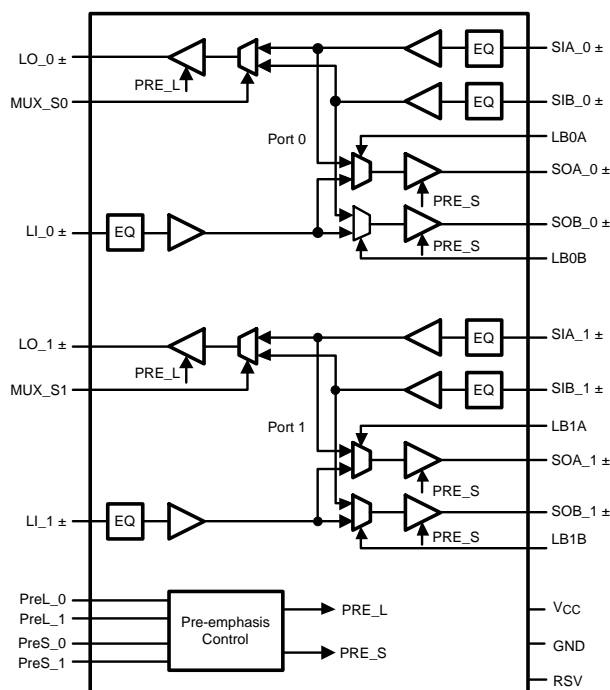 EQ SIA_0 ±
LO_0 ±
PRE_L
MUX_S0 EQ SIB_0 ±
Port 0 LB0A
SOA_0 ±
PRE_S
SOB_0 ±
LI_0 ± EQ
PRE_S
LB0B
EQ SIA_1 ±
LO_1 ±
PRE_L
MUX_S1 EQ SIB_1 ±
Port 1 LB1A
SOA_1 ±
PRE_S
SOB_1 ±
LI_1 ± EQ
PRE_S
LB1B
PreL_0
PreL_1
PreS_0
PreS_1
Pre-emphasis
Control
PRE_L
PRE_S
VCC
GND
RSV